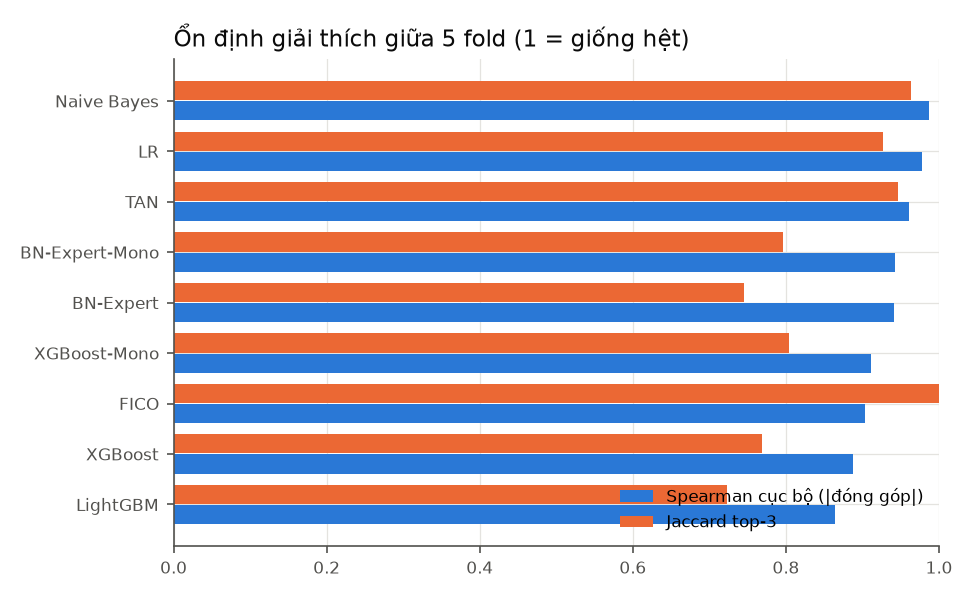 Ổn định giải thích giữa 5 fold (1 = giống hệt)
Naive Bayes
LR
TAN
BN-Expert-Mono
BN-Expert
XGBoost-Mono
FICO
XGBoost
LightGBM
Spearman cục bộ (|đóng góp|)
Jaccard top-3
0.0 0.2 0.4 0.6 0.8 1.0